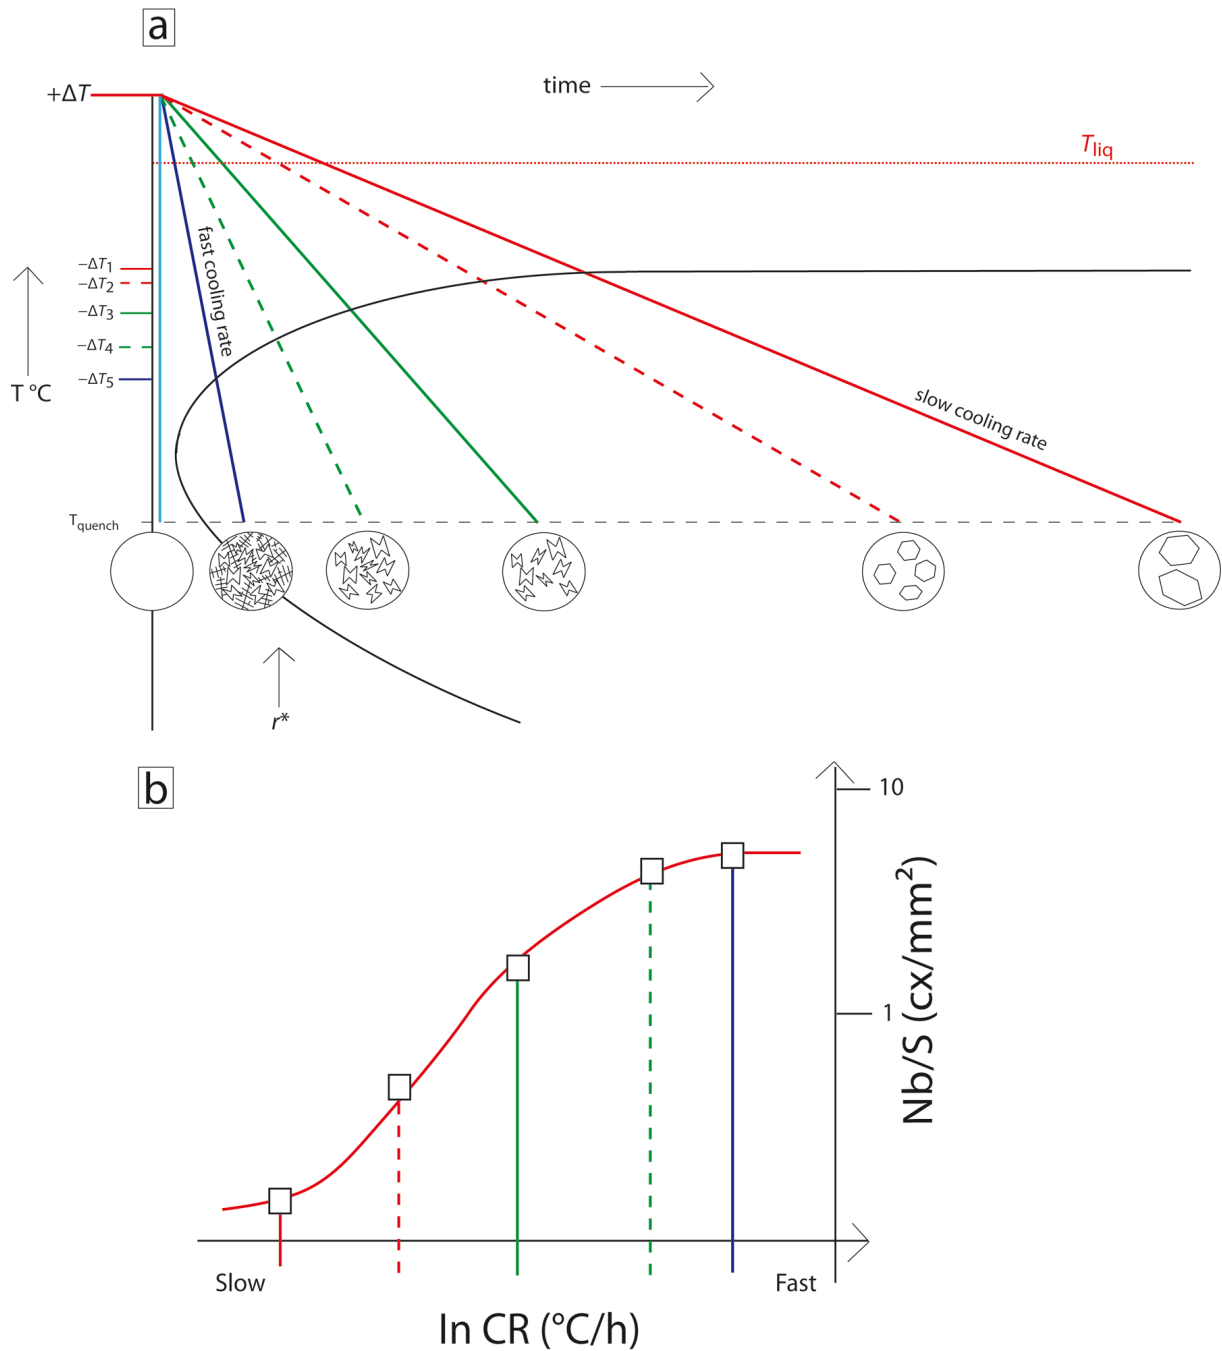 a
+ΔT
time
Tliq
fast cooling rate
−ΔT1
−ΔT2
−ΔT3
−ΔT4
−ΔT5
T °C
slow cooling rate
Tquench
r*
b
10
1
Nb/S (cx/mm²)
Slow
Fast
ln CR (°C/h)